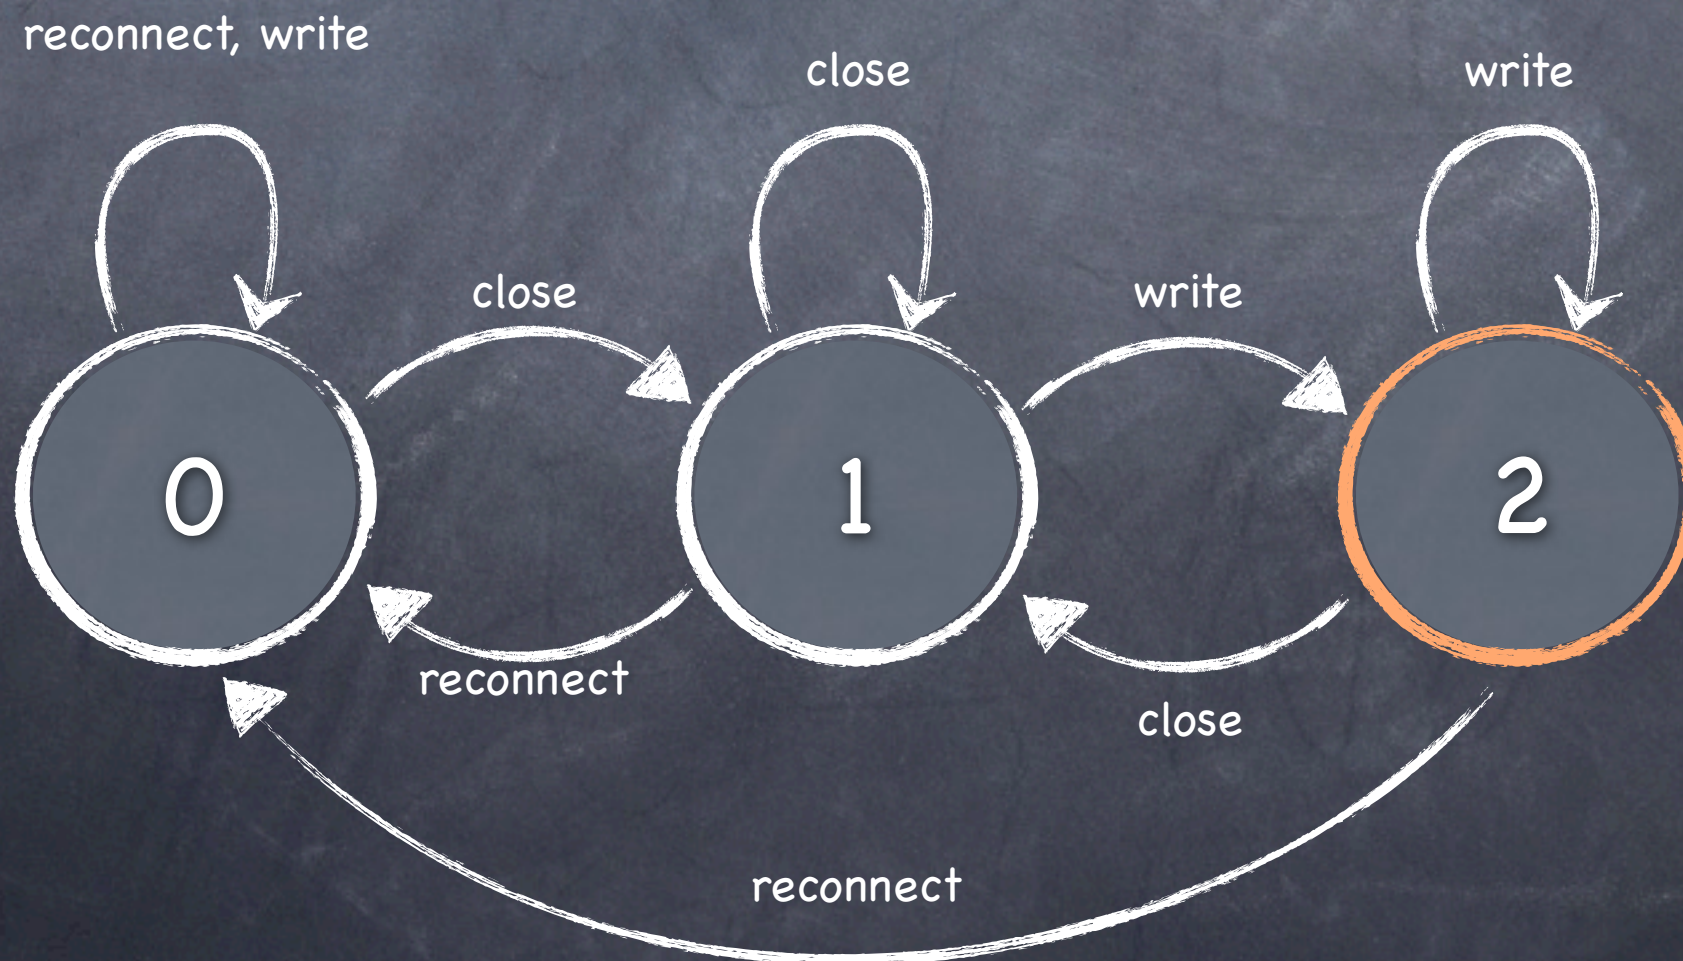 reconnect, write
close
write
close
write
0
1
2
reconnect
close
reconnect